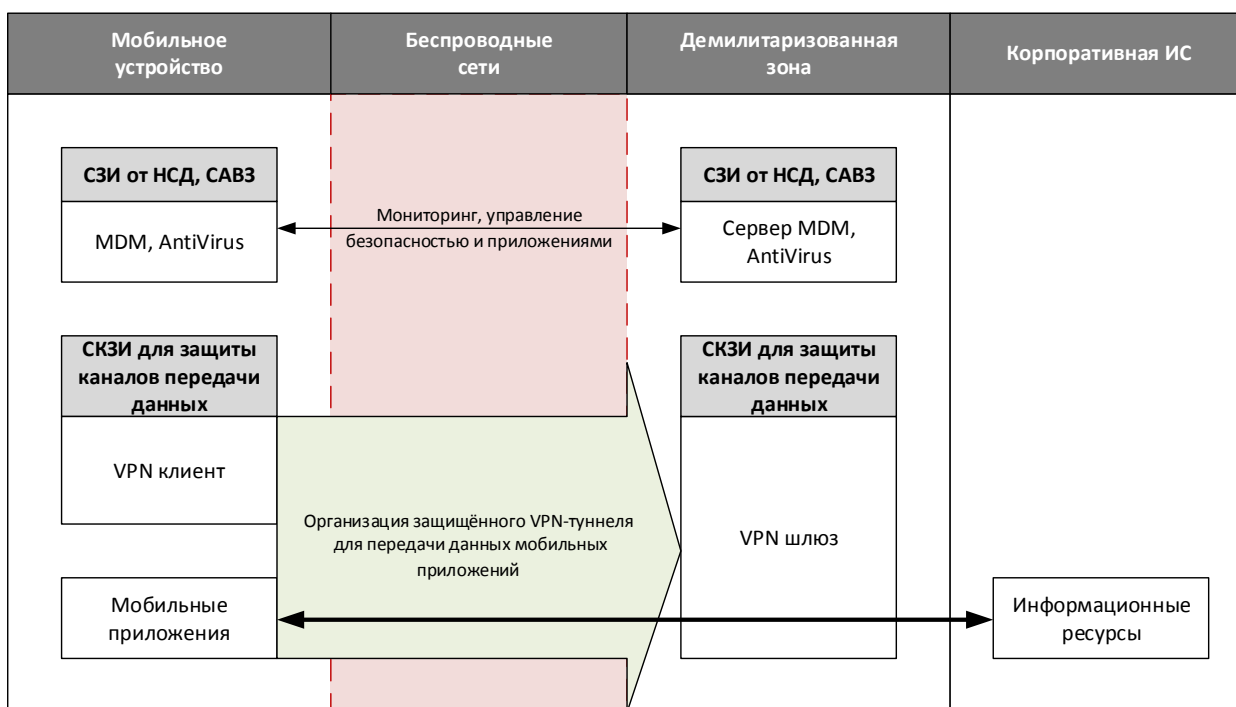 Мобильное
устройство
Беспроводные
сети
Демилитаризованная
зона
Корпоративная ИС
СЗИ от НСД, САВЗ
MDM, AntiVirus
Мониторинг, управление
безопасностью и приложениями
СЗИ от НСД, САВЗ
Сервер MDM,
AntiVirus
СКЗИ для защиты
каналов передачи
данных
VPN клиент
Организация защищённого VPN-туннеля
для передачи данных мобильных
приложений
СКЗИ для защиты
каналов передачи
данных
VPN шлюз
Мобильные
приложения
Информационные
ресурсы